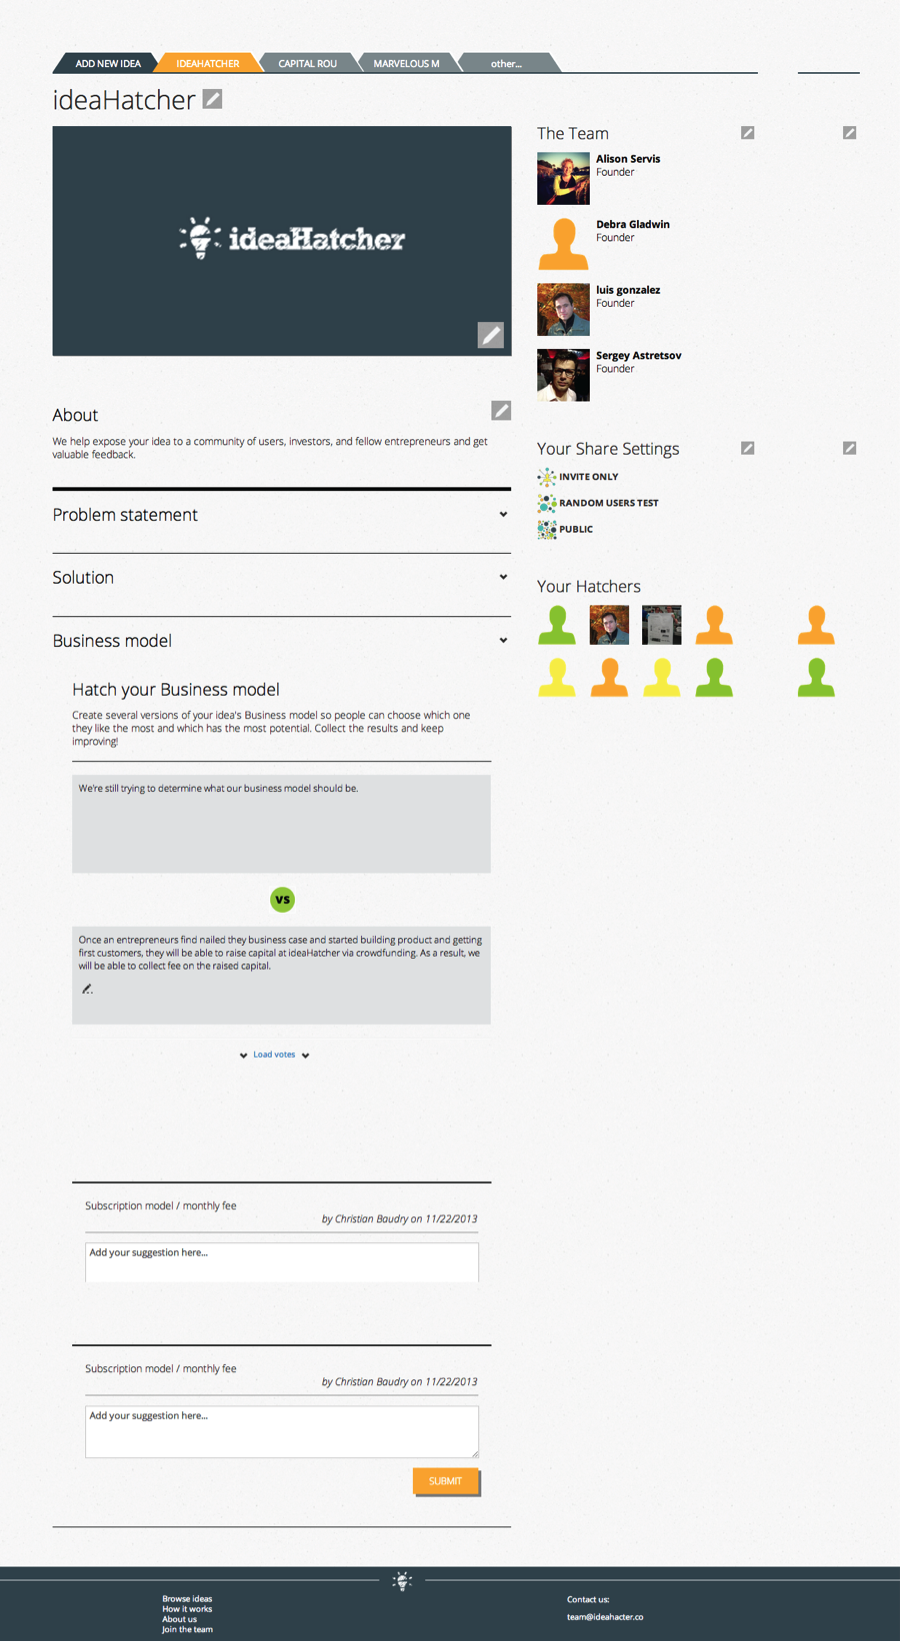 ADD NEW IDEA
IDEAHATCHER
CAPITAL ROU
MARVELOUS M
other...
ideaHatcher
ideaHatcher
About
We help expose your idea to a community of users, investors, and fellow entrepreneurs and get
valuable feedback.
Problem statement
Solution
Business model
Hatch your Business model
Create several versions of your idea's Business model so people can choose which one
they like the most and which has the most potential. Collect the results and keep
improving!
We're still trying to determine what our business model should be.
VS
Once an entrepreneurs find nailed they business case and started building product and getting
first customers, they will be able to raise capital at ideaHatcher via crowdfunding. As a result, we
will be able to collect fee on the raised capital.
Load votes
Subscription model / monthly fee
by Christian Baudry on 11/22/2013
Add your suggestion here...
Subscription model / monthly fee
by Christian Baudry on 11/22/2013
Add your suggestion here...
SUBMIT
The Team
Alison Servis
Founder
Debra Gladwin
Founder
luis gonzalez
Founder
Sergey Astretsov
Founder
Your Share Settings
INVITE ONLY
RANDOM USERS TEST
PUBLIC
Your Hatchers
Browse ideas
How it works
About us
Join the team
Contact us:
team@ideahacter.co